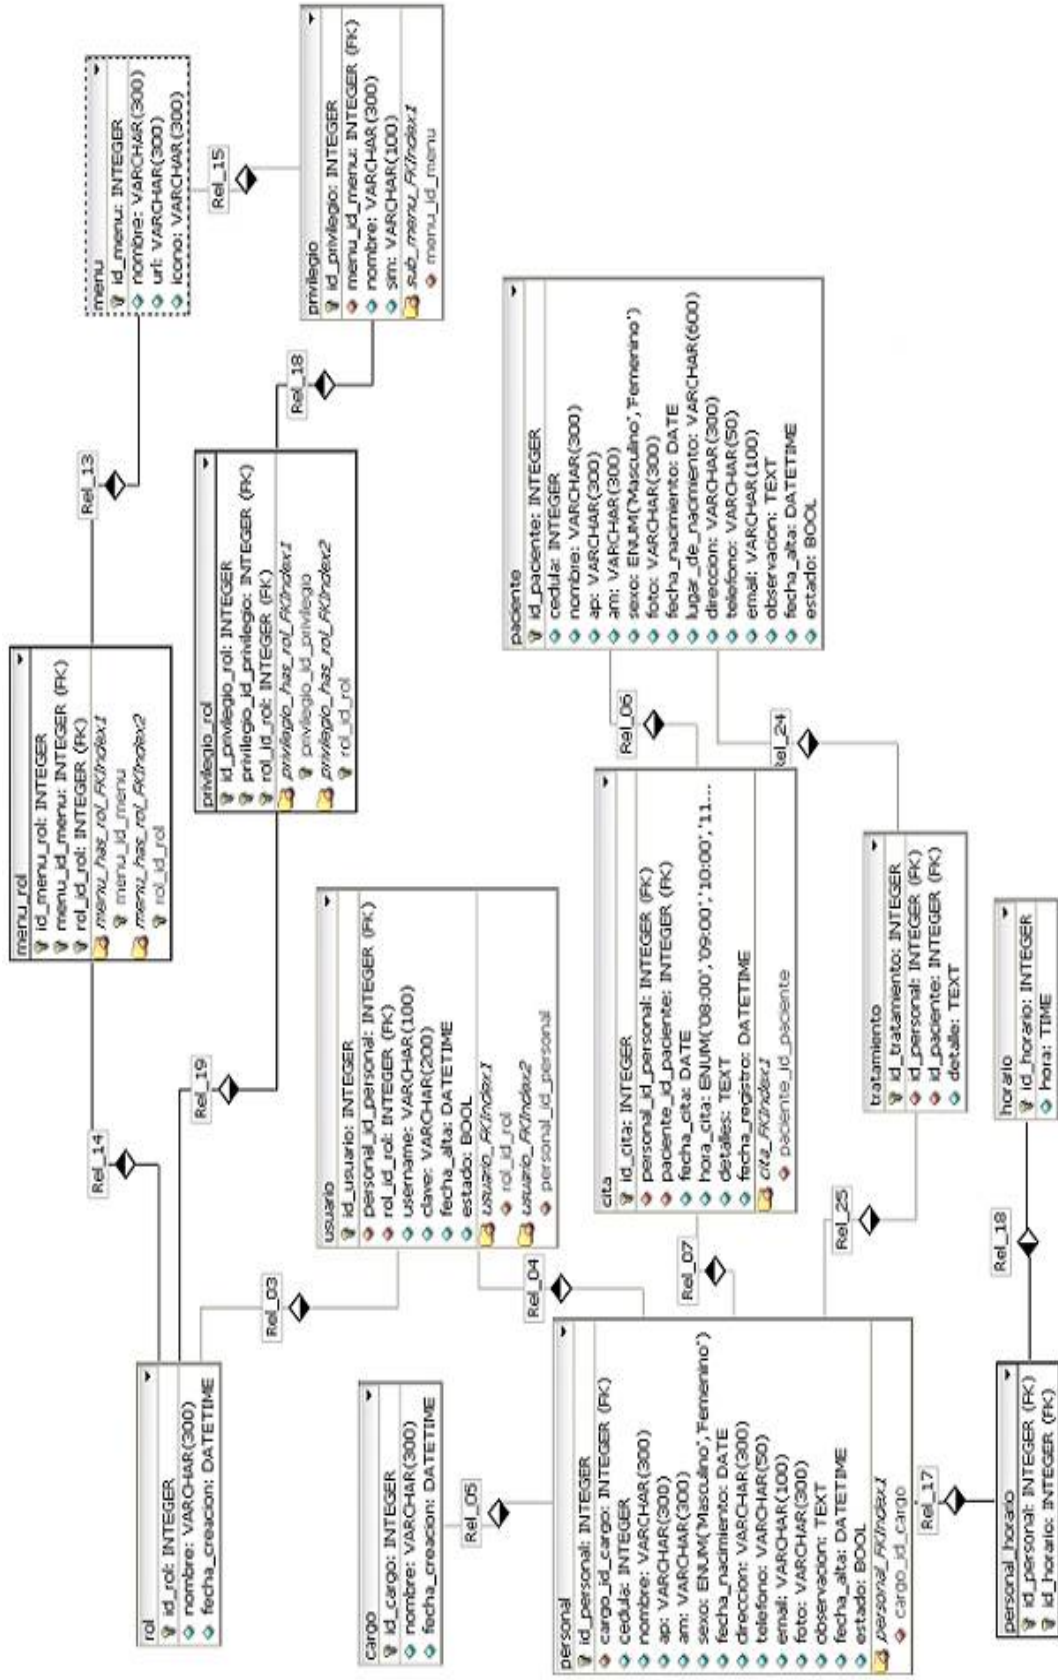 rol
id_rol: INTEGER
nombre: VARCHAR(300)
fecha_creacion: DATETIME
Rel_14
menu_rol
id_menu_rol: INTEGER
menu_id_menu: INTEGER (FK)
rol_id_rol: INTEGER (FK)
menu_has_rol_FKIndex1
menu_id_menu
menu_has_rol_FKIndex2
rol_id_rol
Rel_13
menu
id_menu: INTEGER
nombre: VARCHAR(300)
url: VARCHAR(300)
icono: VARCHAR(300)
Rel_15
Rel_19
privilegio_rol
id_privilegio_rol: INTEGER
privilegio_id_privilegio: INTEGER (FK)
rol_id_rol: INTEGER (FK)
privilegio_has_rol_FKIndex1
privilegio_id_privilegio
privilegio_has_rol_FKIndex2
rol_id_rol
Rel_18
privilegio
id_privilegio: INTEGER
menu_id_menu: INTEGER (FK)
nombre: VARCHAR(300)
sim: VARCHAR(100)
sub_menu_FKIndex1
menu_id_menu
Rel_03
cargo
id_cargo: INTEGER
nombre: VARCHAR(300)
fecha_creacion: DATETIME
Rel_05
usuario
id_usuario: INTEGER
personal_id_personal: INTEGER (FK)
rol_id_rol: INTEGER (FK)
username: VARCHAR(100)
clave: VARCHAR(200)
fecha_alta: DATETIME
estado: BOOL
usuario_FKIndex1
rol_id_rol
usuario_FKIndex2
personal_id_personal
Rel_04
personal
id_personal: INTEGER
cargo_id_cargo: INTEGER (FK)
cedula: INTEGER
nombre: VARCHAR(300)
ap: VARCHAR(300)
am: VARCHAR(300)
sexo: ENUM('Masculino','Femenino')
fecha_nacimiento: DATE
direccion: VARCHAR(300)
telefono: VARCHAR(50)
email: VARCHAR(100)
foto: VARCHAR(300)
observacion: TEXT
fecha_alta: DATETIME
estado: BOOL
personal_FKIndex1
cargo_id_cargo
Rel_07
cita
id_cita: INTEGER
personal_id_personal: INTEGER (FK)
paciente_id_paciente: INTEGER (FK)
fecha_cita: DATE
hora_cita: ENUM('08:00','09:00','10:00','11...
detalles: TEXT
fecha_registro: DATETIME
cita_FKIndex1
paciente_id_paciente
Rel_06
paciente
id_paciente: INTEGER
cedula: INTEGER
nombre: VARCHAR(300)
ap: VARCHAR(300)
am: VARCHAR(300)
sexo: ENUM('Masculino','Femenino')
foto: VARCHAR(300)
fecha_nacimiento: DATE
lugar_de_nacimiento: VARCHAR(600)
direccion: VARCHAR(300)
telefono: VARCHAR(50)
email: VARCHAR(100)
observacion: TEXT
fecha_alta: DATETIME
estado: BOOL
Rel_24
Rel_25
tratamiento
id_tratamiento: INTEGER
id_personal: INTEGER (FK)
id_paciente: INTEGER (FK)
detalle: TEXT
Rel_17
personal_horario
id_personal: INTEGER (FK)
id_horario: INTEGER (FK)
Rel_18
horario
id_horario: INTEGER
hora: TIME